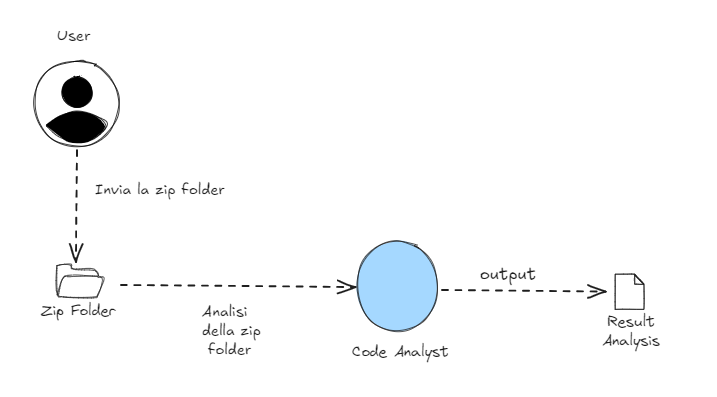 User
Invia la zip folder
Zip Folder
Analisi
della zip
folder
Code Analyst
output
Result
Analysis